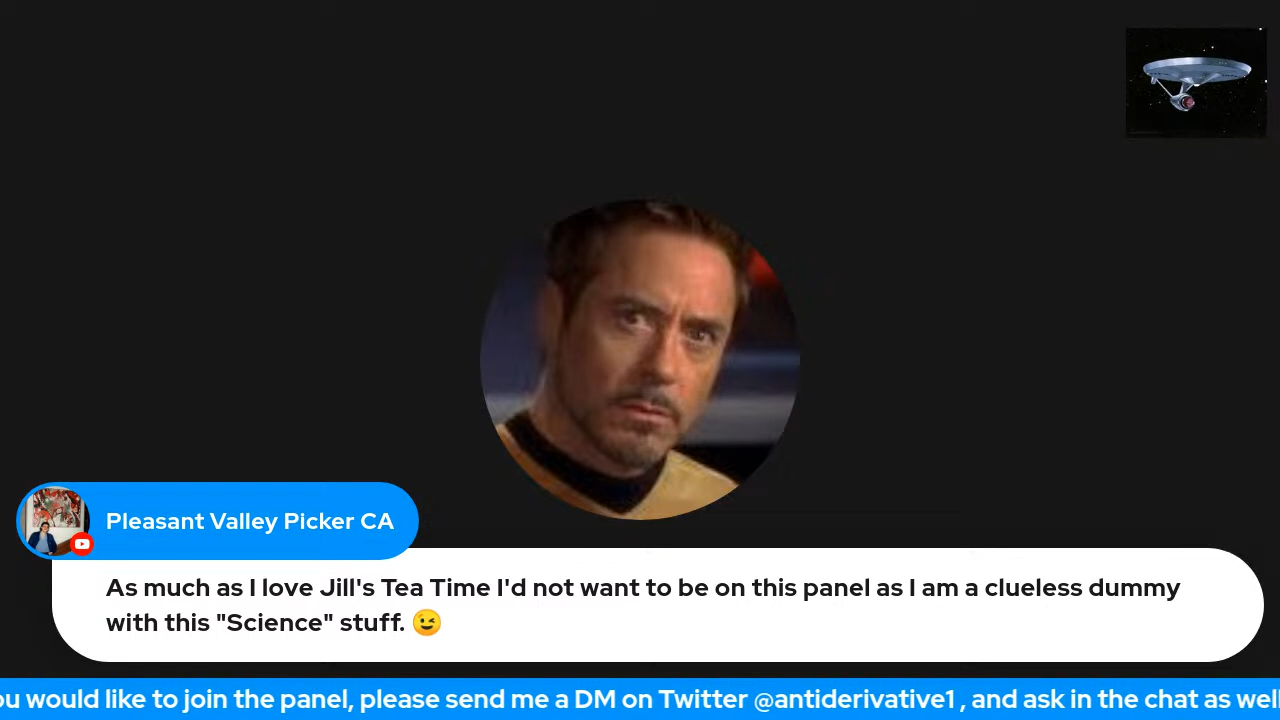 Pleasant Valley Picker CA
As much as I love Jill's Tea Time I'd not want to be on this panel as I am a clueless dummy
with this "Science" stuff. 😉
ou would like to join the panel, please send me a DM on Twitter @antiderivative1 , and ask in the chat as well